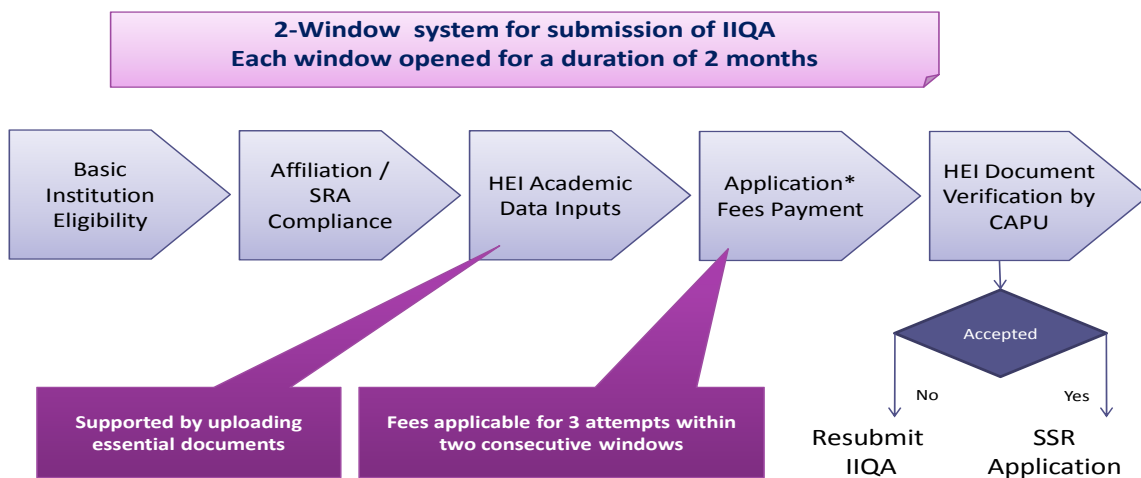 2-Window system for submission of IIQA
Each window opened for a duration of 2 months
Basic
Institution
Eligibility
Affiliation /
SRA
Compliance
HEI Academic
Data Inputs
Application*
Fees Payment
HEI Document
Verification by
CAPU
Accepted
No
Yes
Supported by uploading
essential documents
Fees applicable for 3 attempts within
two consecutive windows
Resubmit
IIQA
SSR
Application